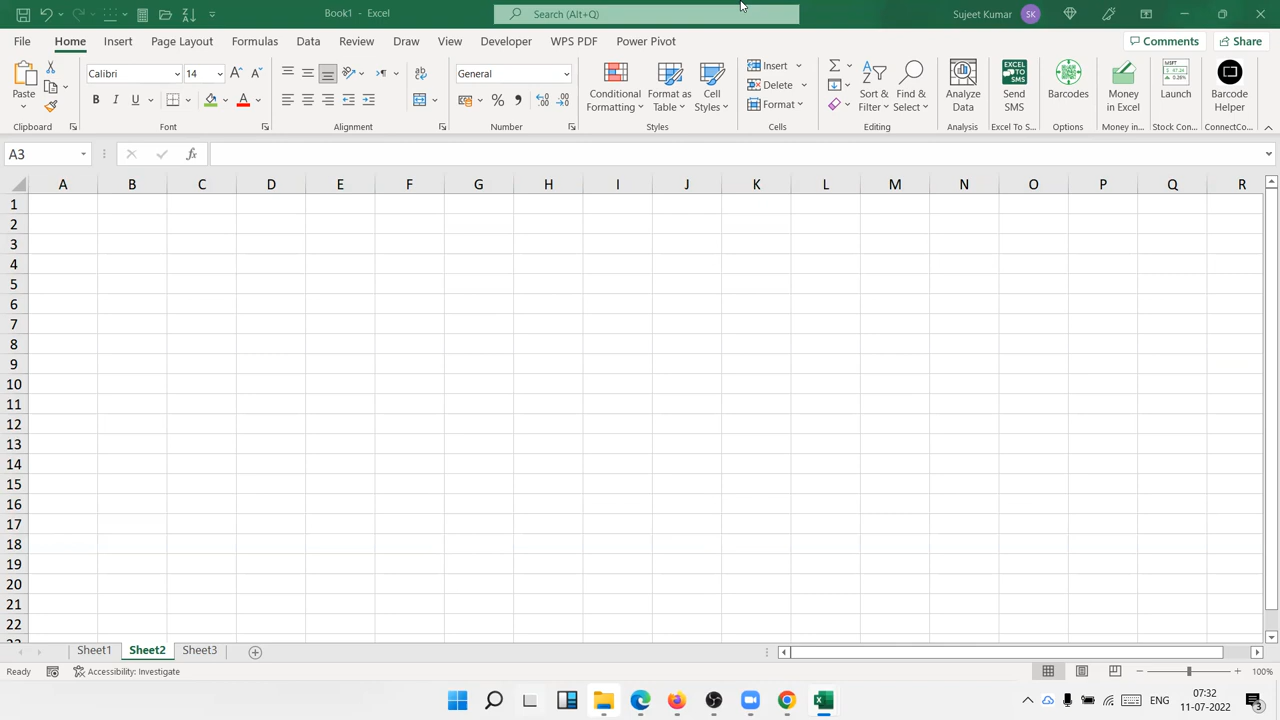 Book1 - Excel
Search (Alt+Q)
Sujeet Kumar SK
File Home Insert Page Layout Formulas Data Review View Draw Developer WPS PDF Power Pivot Comments Share
Paste
Calibri 14
B I U
General
Conditional Formatting
Format as Table
Cell Styles
Insert
Delete
Format
Sort & Filter
Find & Select
Analyze Data
Send SMS
Barcodes
Money in Excel
Launch
Barcode Helper
Clipboard Font Alignment Number Styles Cells Editing Analysis Excel To S... Options Money in... Stock Con... ConnectCo...
A3 fx
A B C D E F G H I J K L M N O P Q R
1
2
3
4
5
6
7
8
9
10
11
12
13
14
15
16
17
18
19
20
21
22
Sheet1 Sheet2 Sheet3
Ready Accessibility: Investigate 100%
ENG 07:32
11-07-2022 3